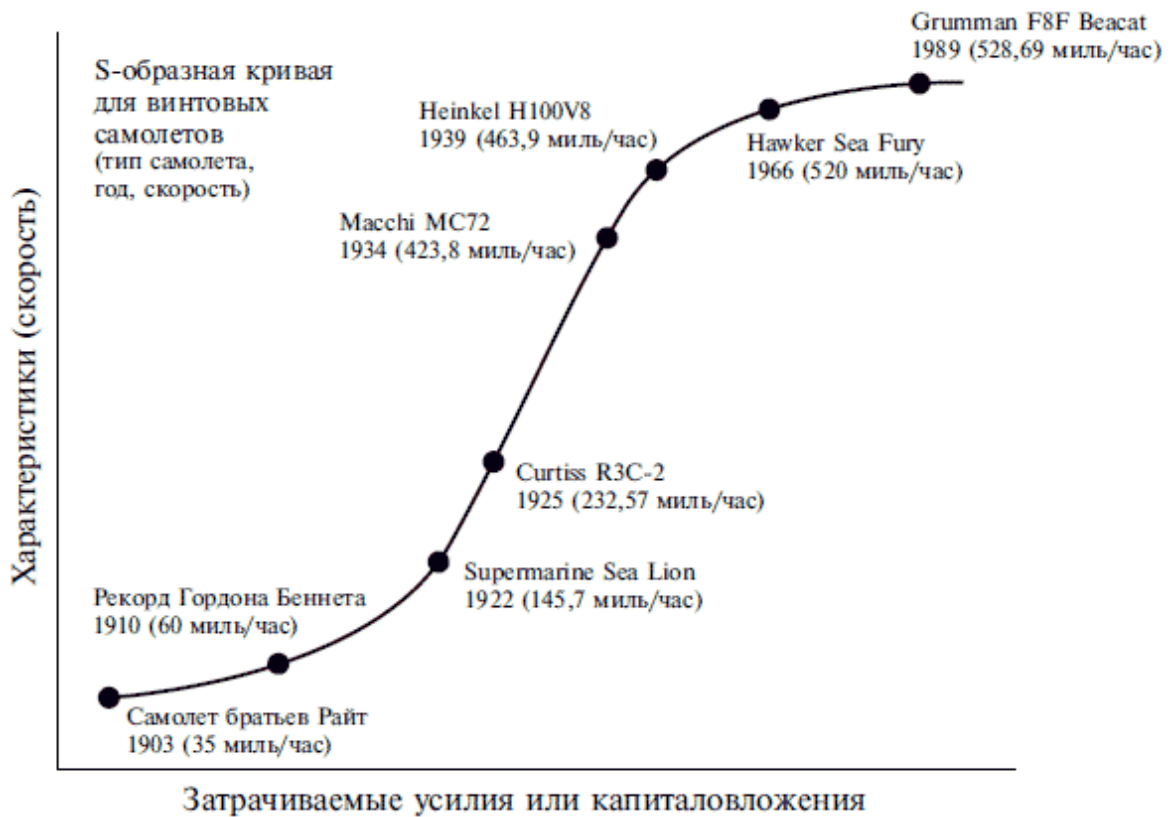 Grumman F8F Beacat
1989 (528,69 миль/час)
S-образная кривая
для винтовых
самолетов
(тип самолета,
год, скорость)
Heinkel H100V8
1939 (463,9 миль/час)
Hawker Sea Fury
1966 (520 миль/час)
Macchi MC72
1934 (423,8 миль/час)
Характеристики (скорость)
Curtiss R3C-2
1925 (232,57 миль/час)
Supermarine Sea Lion
1922 (145,7 миль/час)
Рекорд Гордона Беннета
1910 (60 миль/час)
Самолет братьев Райт
1903 (35 миль/час)
Затрачиваемые усилия или капиталовложения